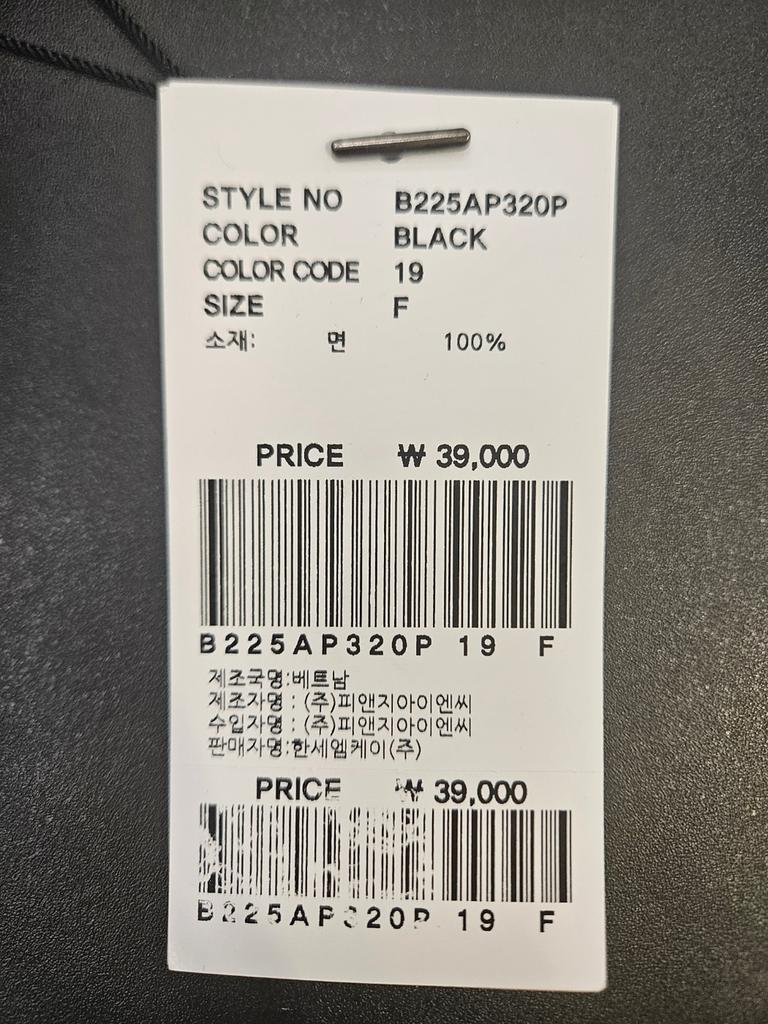 STYLE NO B225AP320P
COLOR BLACK
COLOR CODE 19
SIZE F
소재: 면 100%
PRICE ₩ 39,000
B225AP320P 19 F
제조국명:베트남
제조자명 : (주)피앤지아이엔씨
수입자명 : (주)피앤지아이엔씨
판매자명:한세엠케이(주)
PRICE ₩ 39,000
B225AP320P 19 F